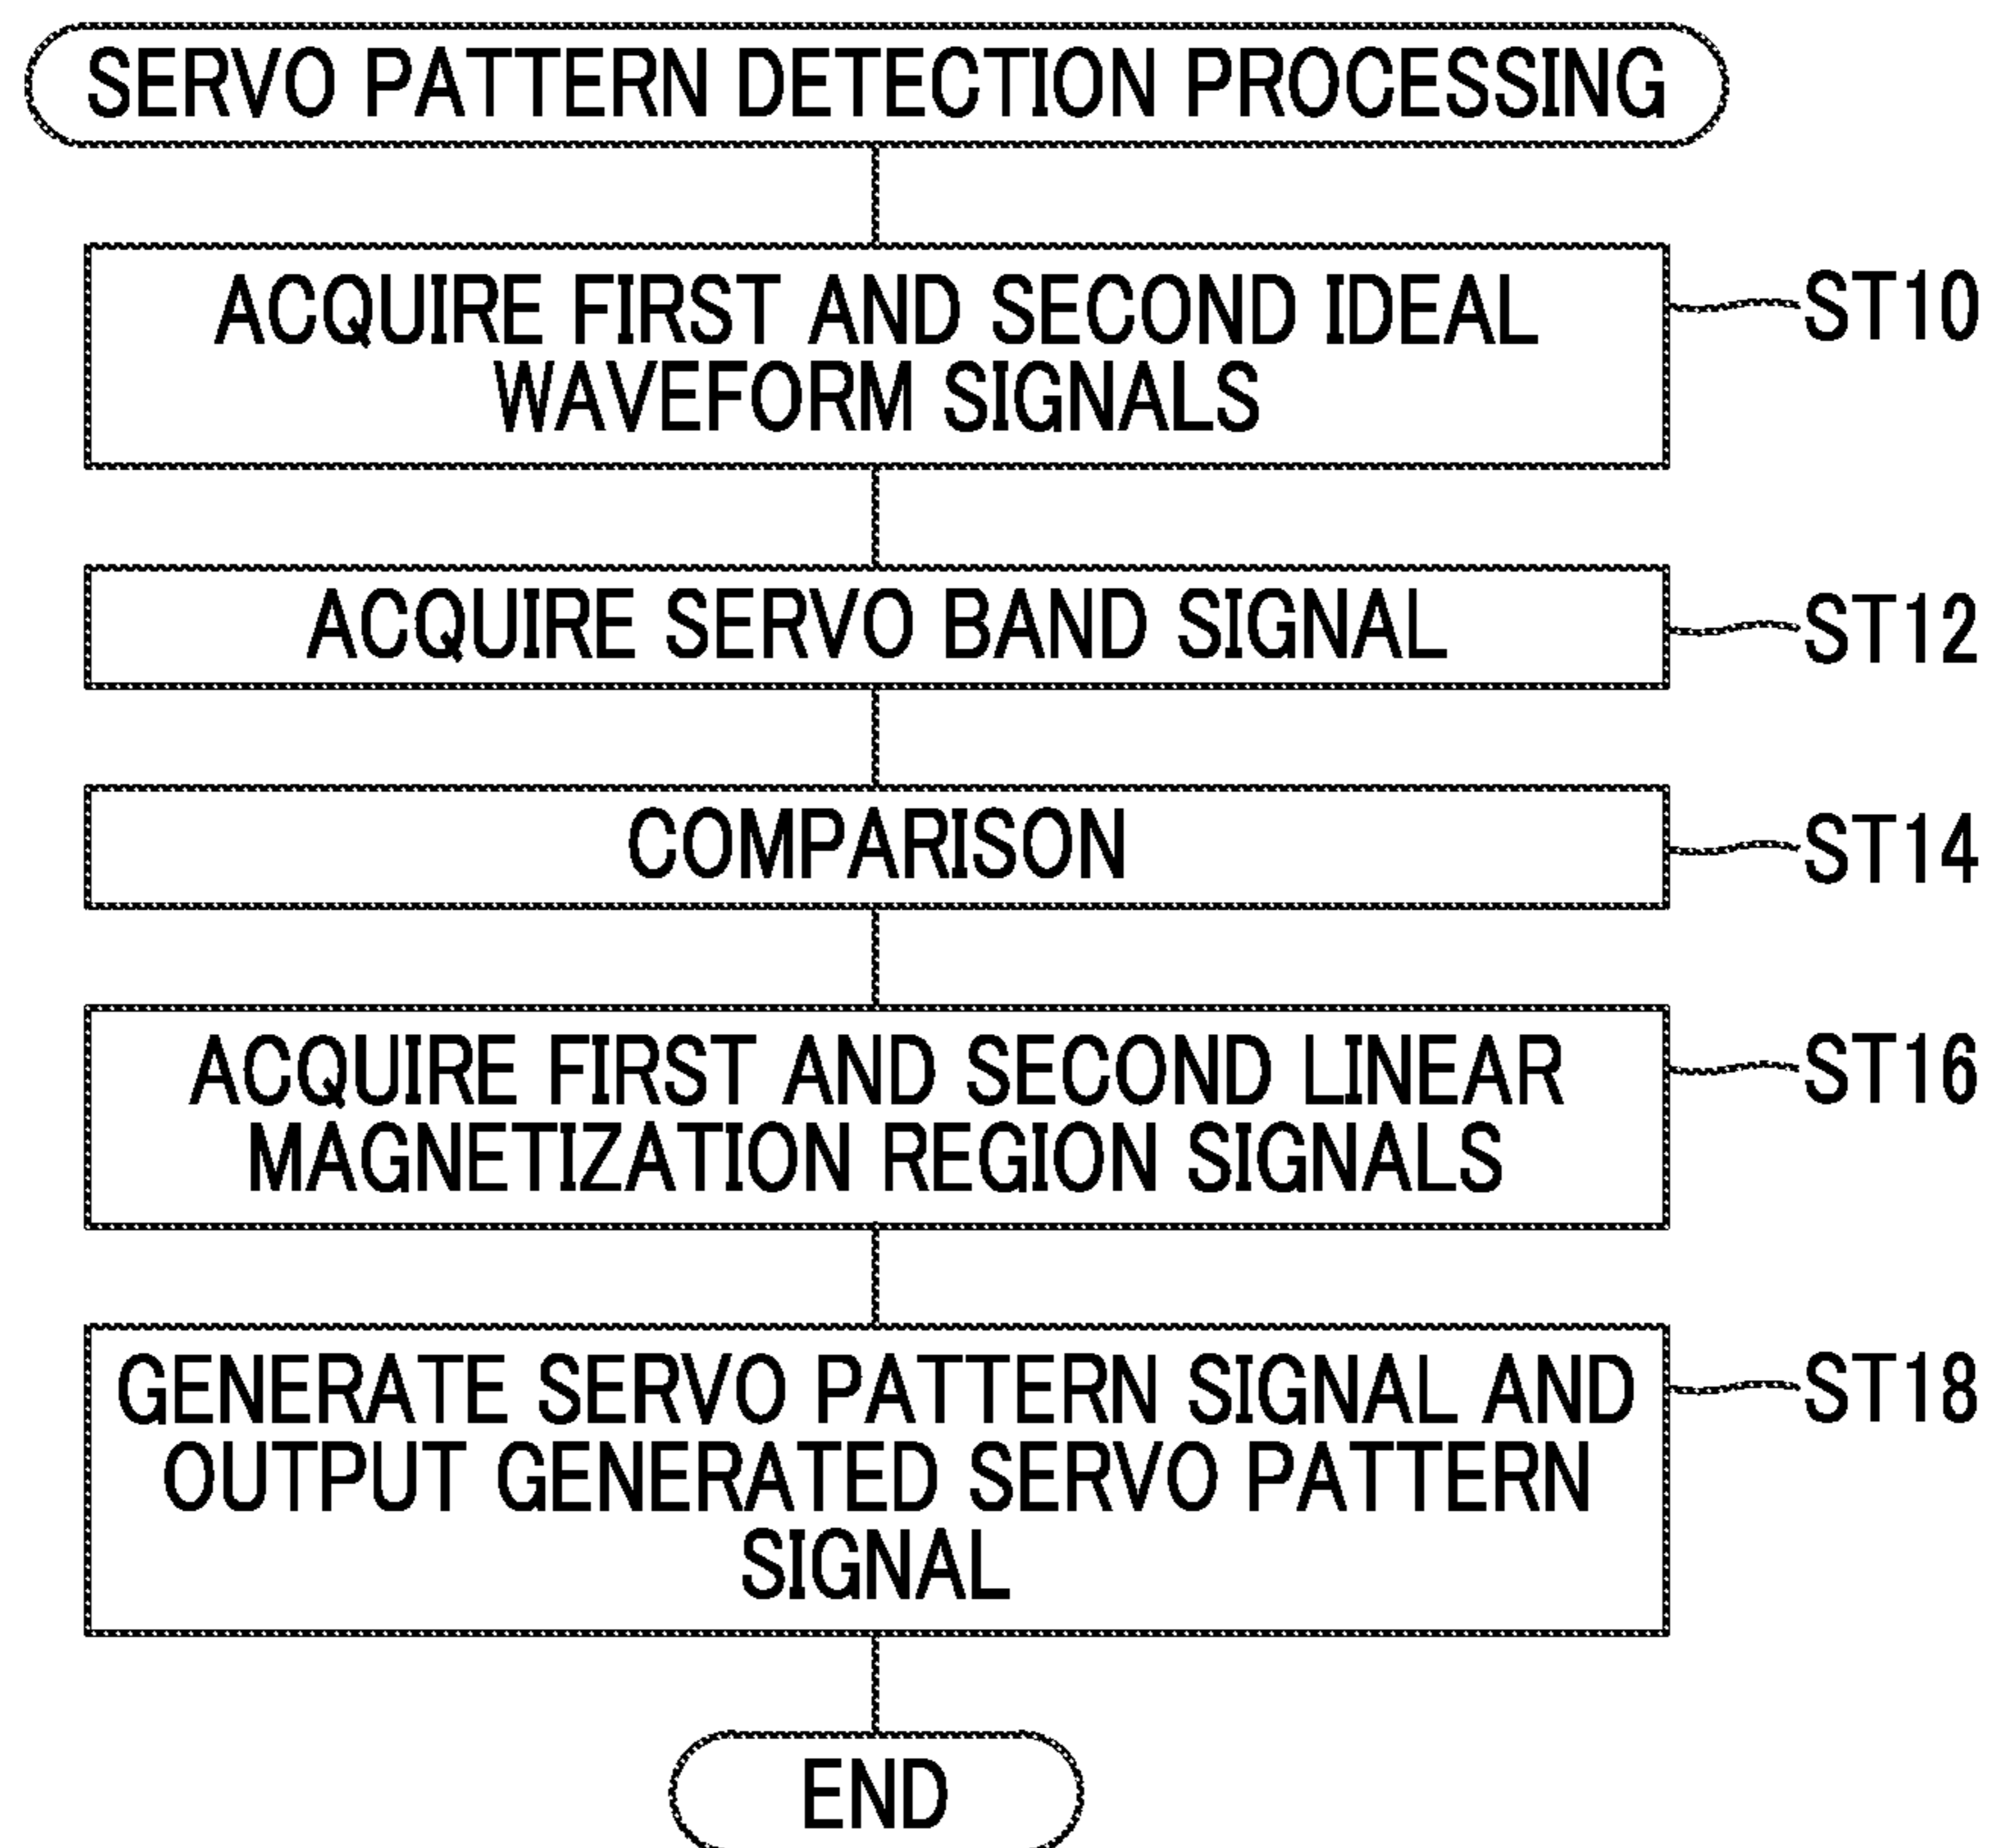 SERVO PATTERN DETECTION PROCESSING
ACQUIRE FIRST AND SECOND IDEAL
WAVEFORM SIGNALS
ST10
ACQUIRE SERVO BAND SIGNAL
ST12
COMPARISON
ST14
ACQUIRE FIRST AND SECOND LINEAR
MAGNETIZATION REGION SIGNALS
ST16
GENERATE SERVO PATTERN SIGNAL AND
OUTPUT GENERATED SERVO PATTERN
SIGNAL
ST18
END